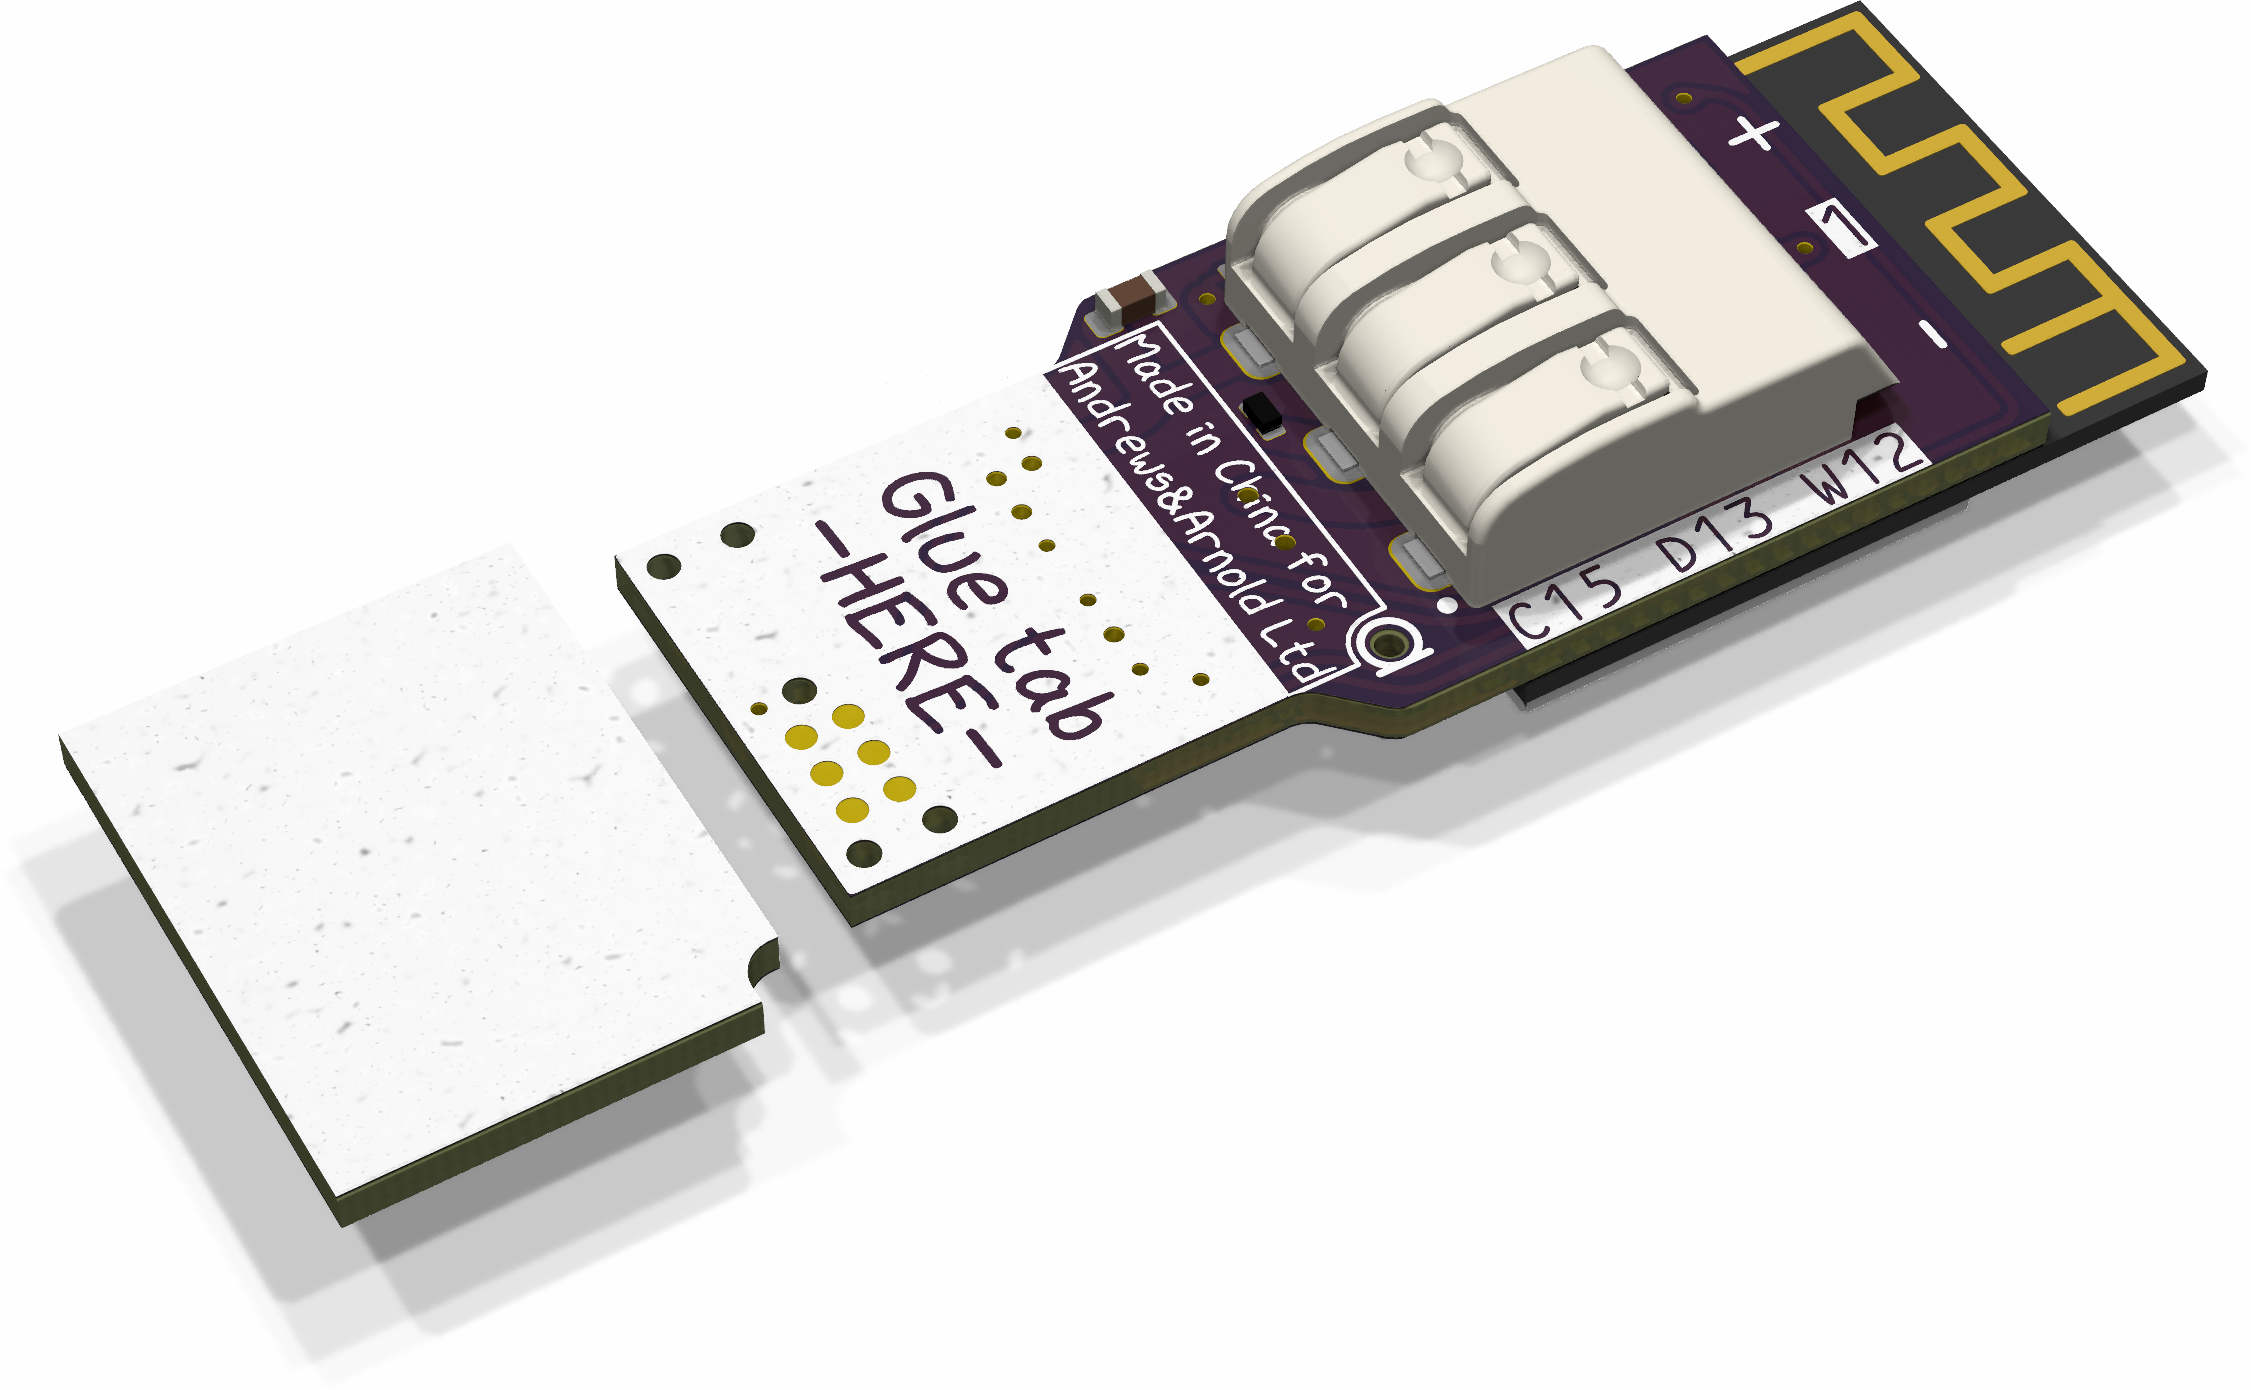 Glue tab
-HERE-
Made in China for
Andrews&Arnold Ltd
+
1
-
C15 D13 W12